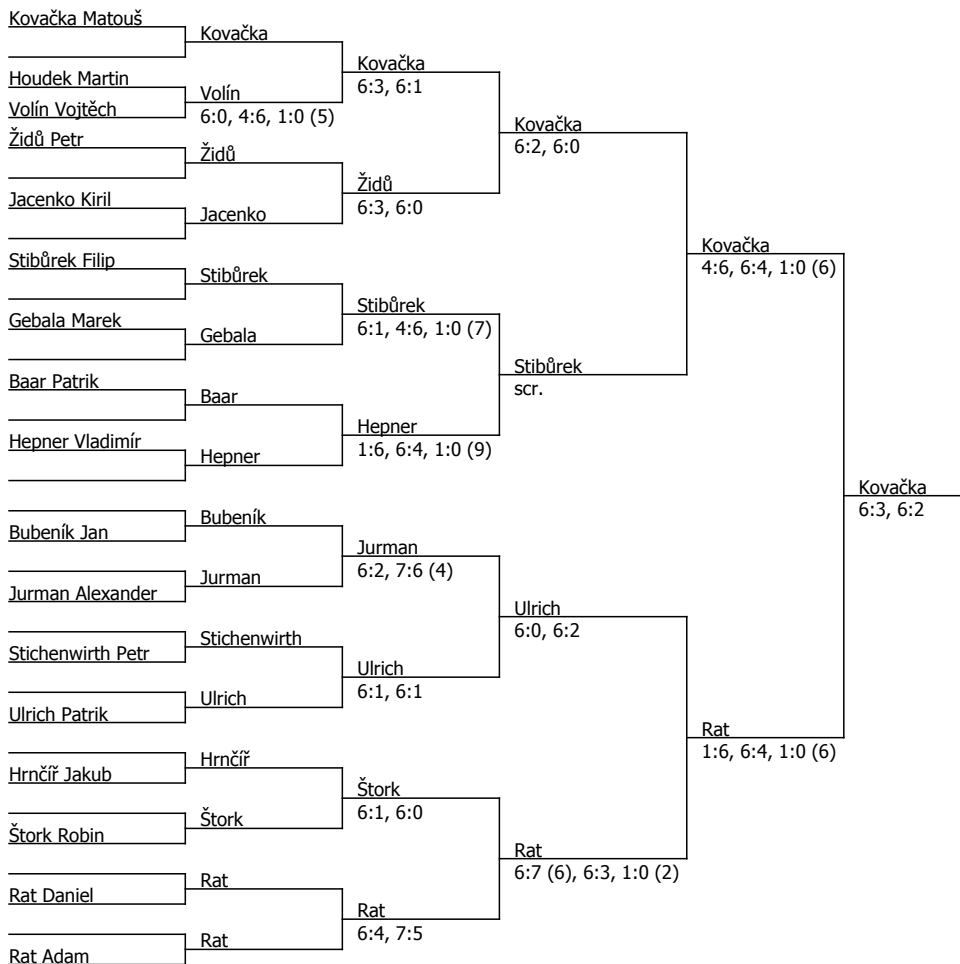 Kovačka Matouš
Houdek Martin
Volín Vojtěch
Židů Petr
Jacenko Kiril
Stibůrek Filip
Gebala Marek
Baar Patrik
Hepner Vladimír
Bubeník Jan
Jurman Alexander
Stichenwirth Petr
Ulrich Patrik
Hrnčíř Jakub
Štork Robin
Rat Daniel
Rat Adam
Kovačka
Volín
6:0, 4:6, 1:0 (5)
Židů
Jacenko
Stibůrek
Gebala
Baar
Hepner
Bubeník
Jurman
Stichenwirth
Ulrich
Hrnčíř
Štork
Rat
Rat
Kovačka
6:3, 6:1
Židů
6:3, 6:0
Stibůrek
6:1, 4:6, 1:0 (7)
Hepner
1:6, 6:4, 1:0 (9)
Jurman
6:2, 7:6 (4)
Ulrich
6:1, 6:1
Štork
6:1, 6:0
Rat
6:4, 7:5
Kovačka
6:2, 6:0
Stibůrek
scr.
Ulrich
6:0, 6:2
Rat
6:7 (6), 6:3, 1:0 (2)
Kovačka
4:6, 6:4, 1:0 (6)
Rat
1:6, 6:4, 1:0 (6)
Kovačka
6:3, 6:2